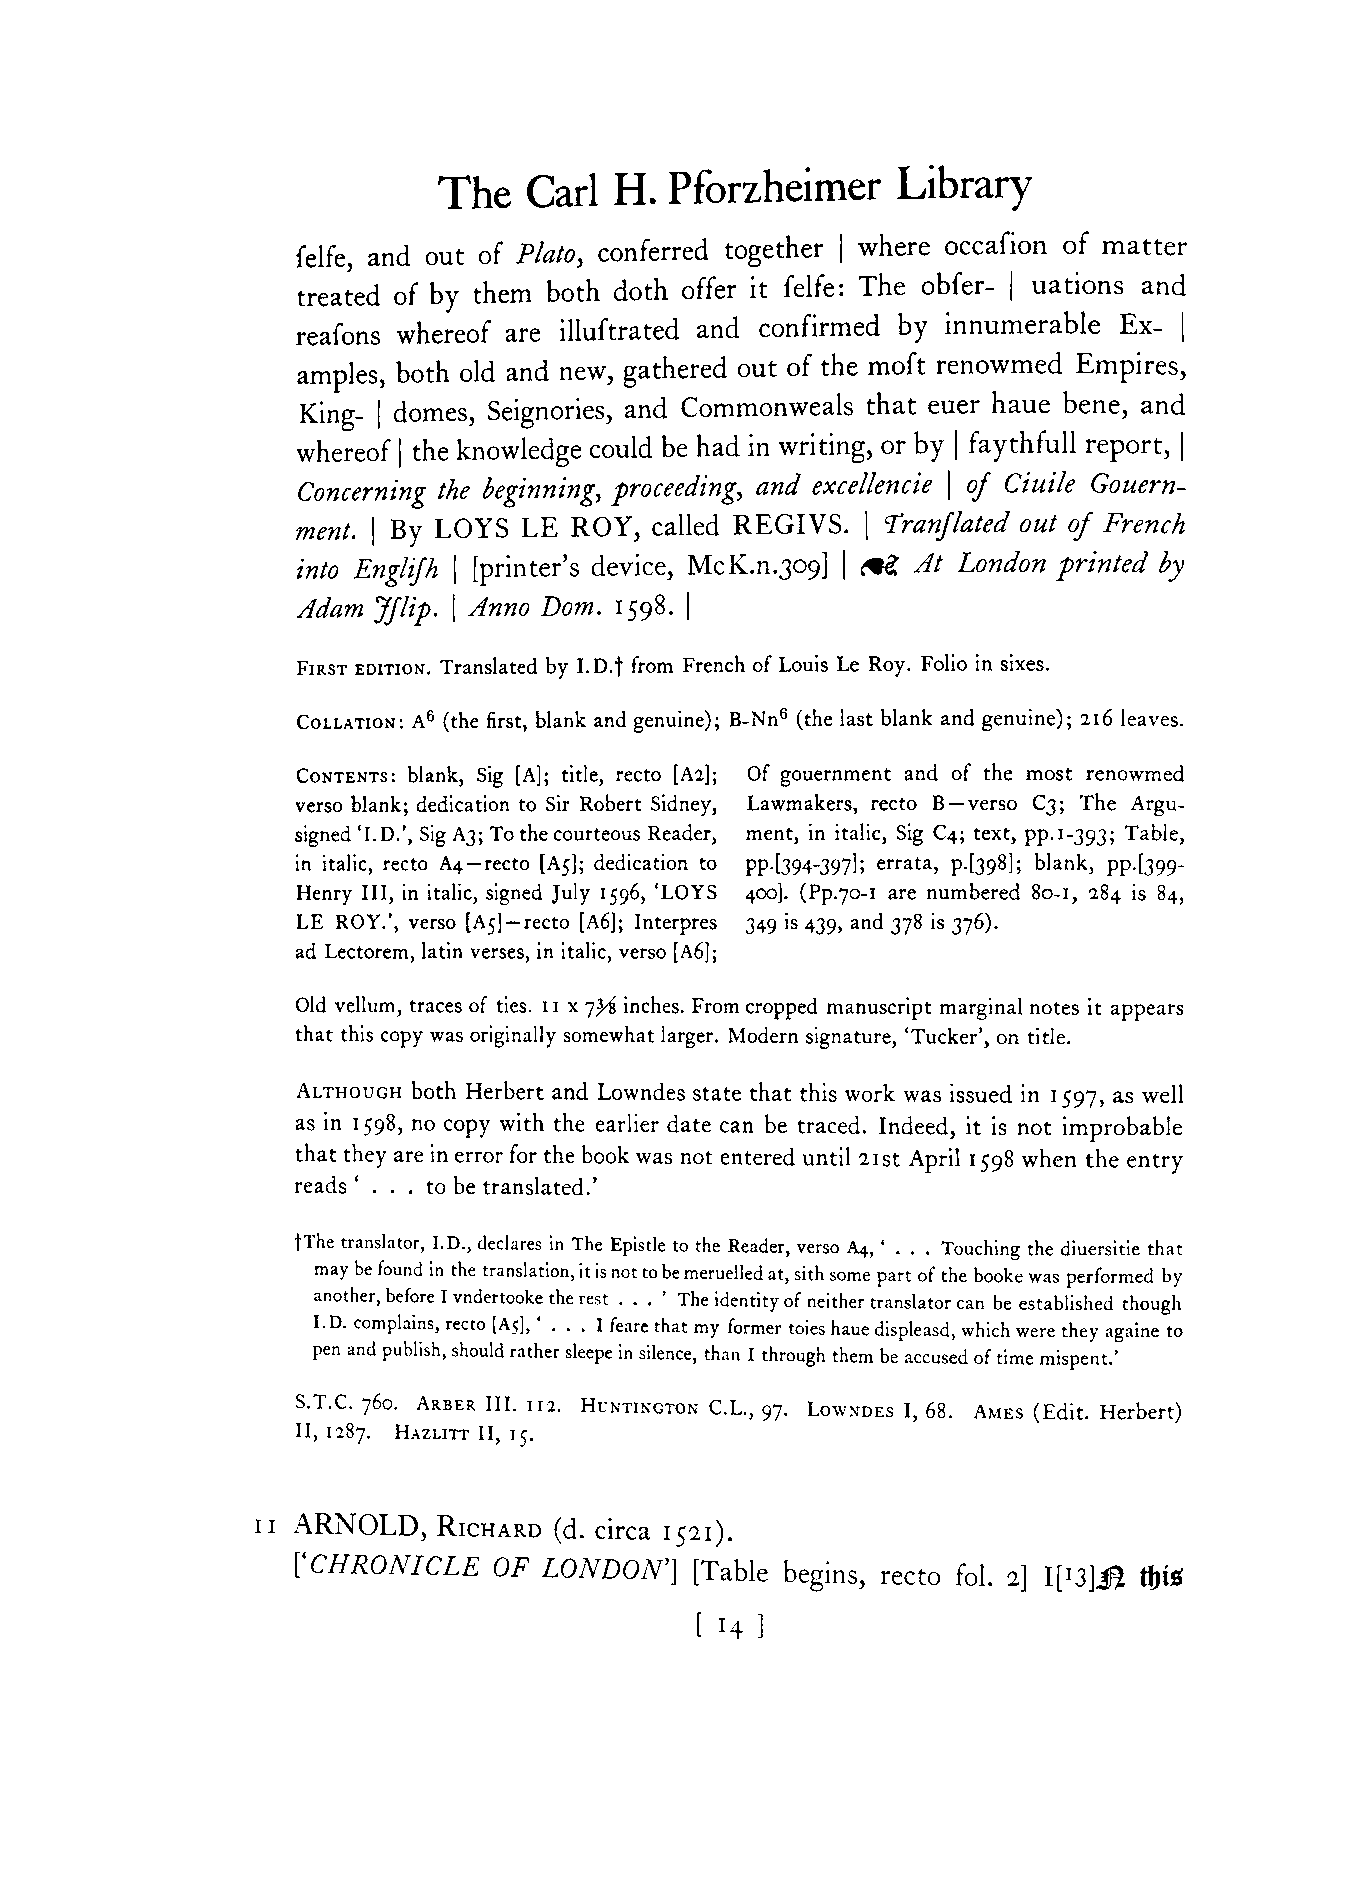 The Carl H. Pforzheimer Library
ſelfe, and out of Plato, conferred together | where occaſion of matter
treated of by them both doth offer it ſelfe: The obſer- | uations and
reaſons whereof are illuſtrated and confirmed by innumerable Ex- |
amples, both old and new, gathered out of the moſt renowmed Empires,
King- | domes, Seignories, and Commonweals that euer haue bene, and
whereof | the knowledge could be had in writing, or by | faythfull report, |
Concerning the beginning, proceeding, and excellencie | of Ciuile Gouern-
ment. | By LOYS LE ROY, called REGIVS. | Tranſlated out of French
into Engliſh | [printer's device, McK.n.309] | ❧ At London printed by
Adam Jſlip. | Anno Dom. 1598. |
FIRST EDITION. Translated by I.D.† from French of Louis Le Roy. Folio in sixes.
COLLATION: A⁶ (the first, blank and genuine); B-Nn⁶ (the last blank and genuine); 216 leaves.
CONTENTS: blank, Sig [A]; title, recto [A2];
verso blank; dedication to Sir Robert Sidney,
signed 'I.D.', Sig A3; To the courteous Reader,
in italic, recto A4—recto [A5]; dedication to
Henry III, in italic, signed July 1596, 'LOYS
LE ROY.', verso [A5]—recto [A6]; Interpres
ad Lectorem, latin verses, in italic, verso [A6];
Of gouernment and of the most renowmed
Lawmakers, recto B—verso C3; The Argu-
ment, in italic, Sig C4; text, pp.1-393; Table,
pp.[394-397]; errata, p.[398]; blank, pp.[399-
400]. (Pp.70-1 are numbered 80-1, 284 is 84,
349 is 439, and 378 is 376).
Old vellum, traces of ties. 11 x 7⅜ inches. From cropped manuscript marginal notes it appears
that this copy was originally somewhat larger. Modern signature, 'Tucker', on title.
ALTHOUGH both Herbert and Lowndes state that this work was issued in 1597, as well
as in 1598, no copy with the earlier date can be traced. Indeed, it is not improbable
that they are in error for the book was not entered until 21st April 1598 when the entry
reads ' . . . to be translated.'
†The translator, I.D., declares in The Epistle to the Reader, verso A4, ' . . . Touching the diuersitie that
may be found in the translation, it is not to be meruelled at, sith some part of the booke was performed by
another, before I vndertooke the rest . . . ' The identity of neither translator can be established though
I.D. complains, recto [A5], ' . . . I feare that my former toies haue displeasd, which were they againe to
pen and publish, should rather sleepe in silence, than I through them be accused of time mispent.'
S.T.C. 760. ARBER III. 112. HUNTINGTON C.L., 97. LOWNDES I, 68. AMES (Edit. Herbert)
II, 1287. HAZLITT II, 15.
11 ARNOLD, RICHARD (d. circa 1521).
['CHRONICLE OF LONDON'] [Table begins, recto fol. 2] I[¹3]N this
[ 14 ]